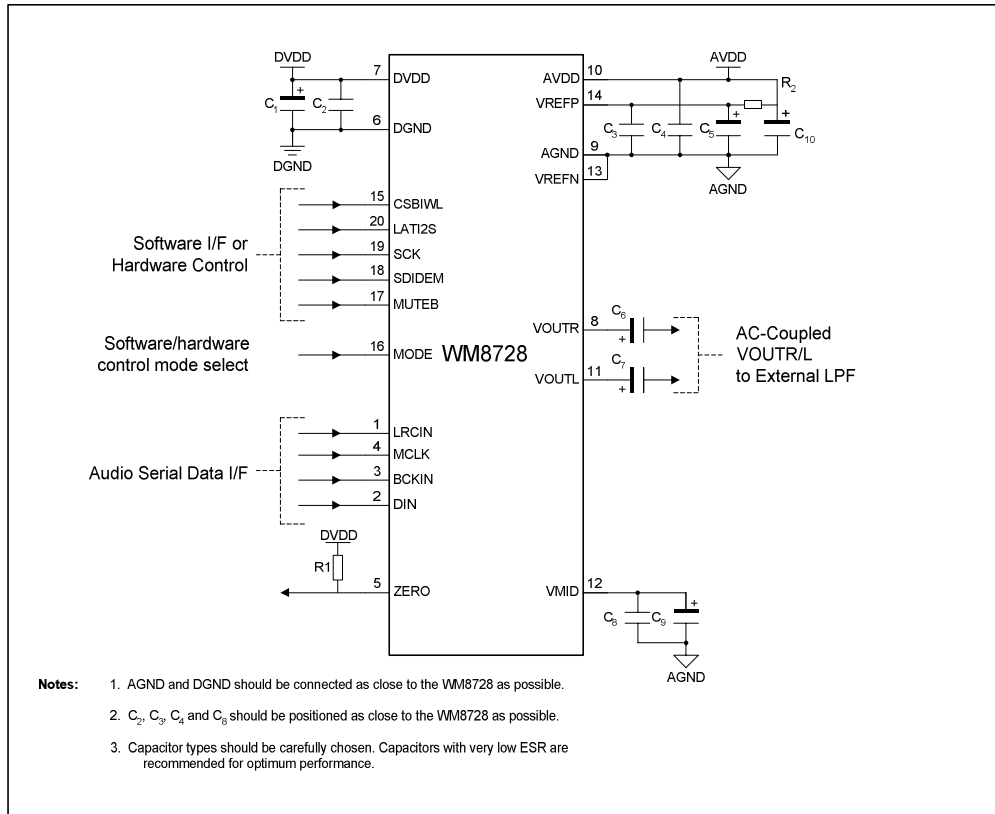 DVDD
7 DVDD
C1 + C2
6 DGND
DGND
AVDD
AVDD 10
R2
VREFP 14
C3 C4 C5 + + C10
AGND 9
VREFN 13
AGND
Software I/F or
Hardware Control
15 CSBIWL
20 LATI2S
19 SCK
18 SDIDEM
17 MUTEB
Software/hardware
control mode select
16 MODE
WM8728
VOUTR 8 C6 +
VOUTL 11 C7 +
AC-Coupled
VOUTR/L
to External LPF
Audio Serial Data I/F
1 LRCIN
4 MCLK
3 BCKIN
2 DIN
DVDD
R1
5 ZERO
VMID 12
C8 C9 +
AGND
Notes: 1. AGND and DGND should be connected as close to the WM8728 as possible.
2. C2, C3, C4 and C8 should be positioned as close to the WM8728 as possible.
3. Capacitor types should be carefully chosen. Capacitors with very low ESR are
recommended for optimum performance.